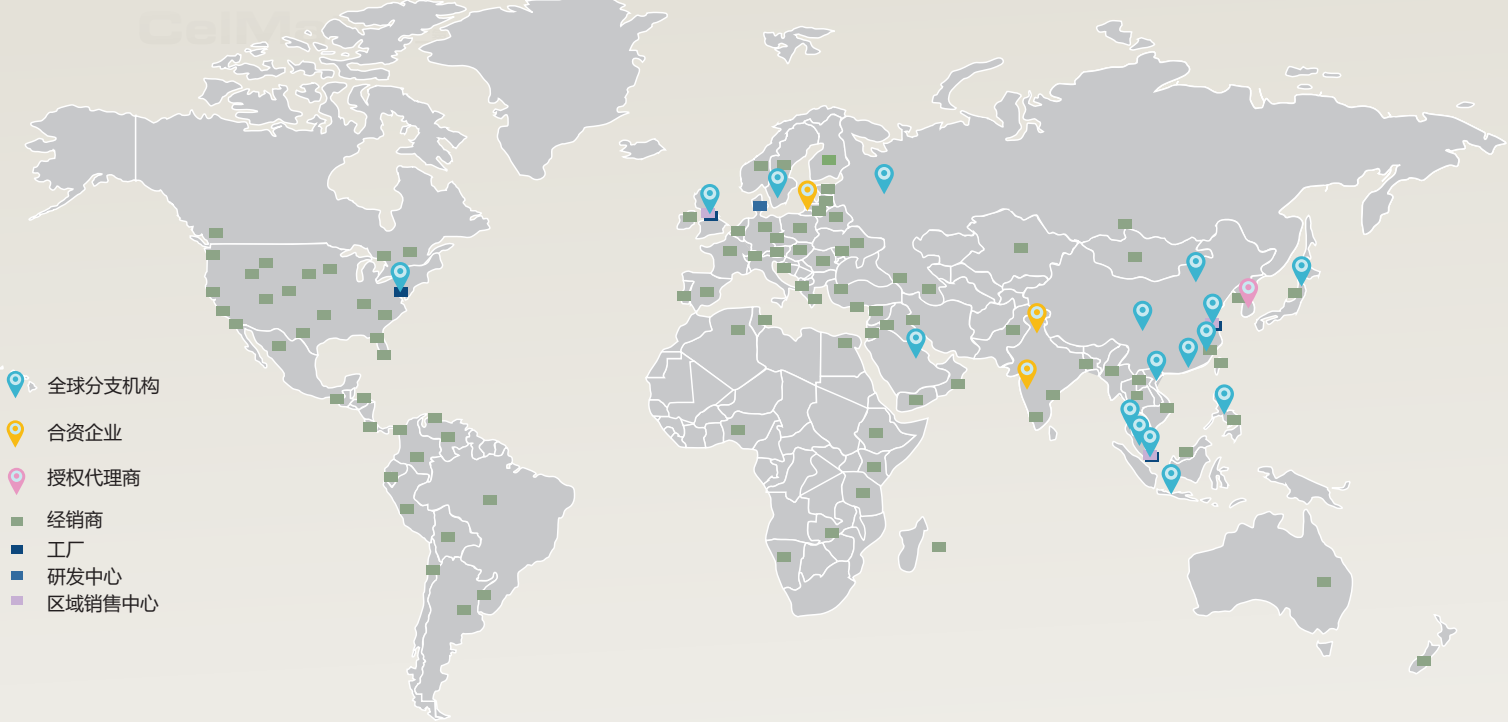 全球分支机构
合资企业
授权代理商
经销商
工厂
研发中心
区域销售中心